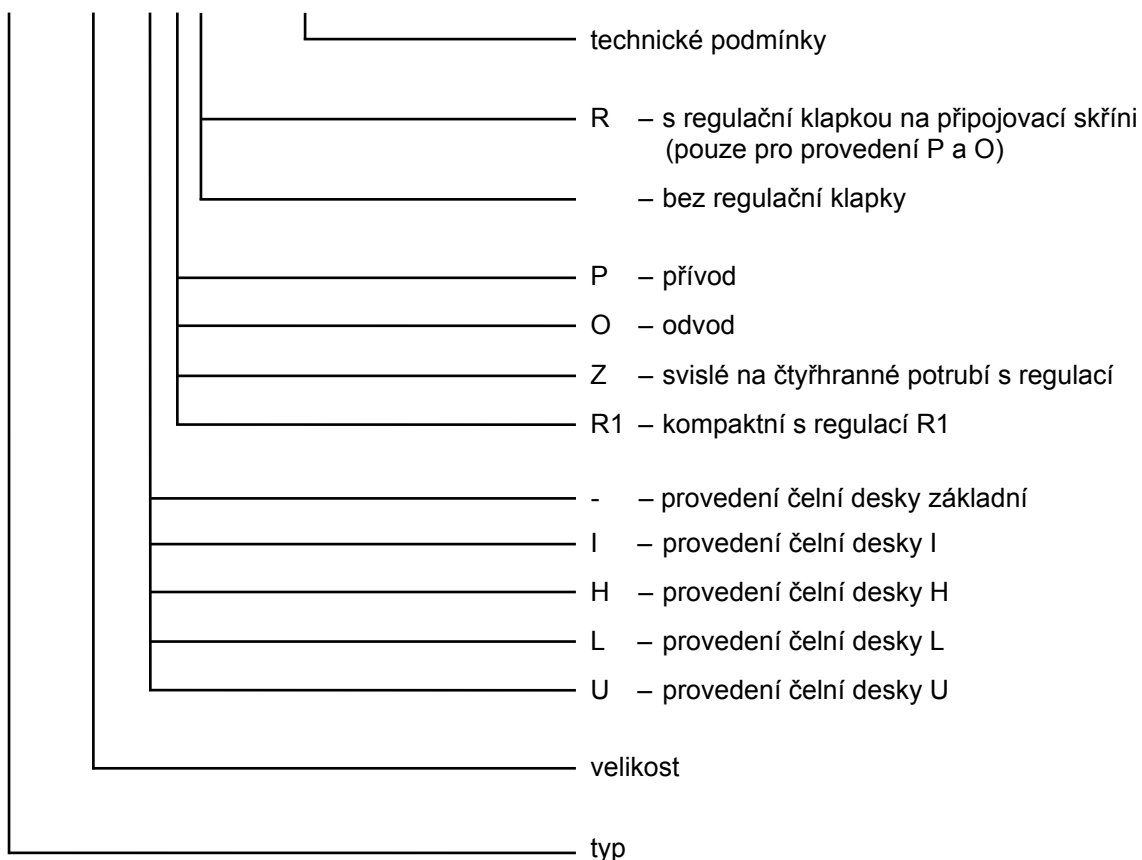 technické podmínky
R – s regulační klapkou na připojovací skříni
(pouze pro provedení P a O)
– bez regulační klapky
P – přívod
O – odvod
Z – svislé na čtyřhranné potrubí s regulací
R1 – kompaktní s regulací R1
- – provedení čelní desky základní
I – provedení čelní desky I
H – provedení čelní desky H
L – provedení čelní desky L
U – provedení čelní desky U
velikost
typ